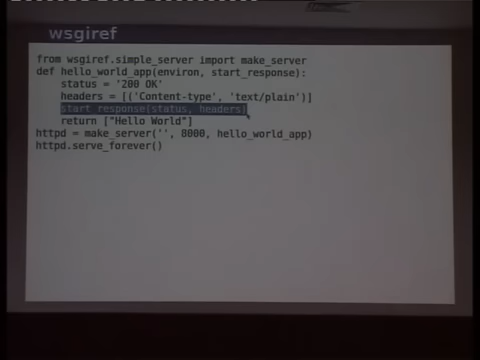 wsgiref
from wsgiref.simple_server import make_server
def hello_world_app(environ, start_response):
status = '200 OK'
headers = [('Content-type', 'text/plain')]
start_response(status, headers)
return ["Hello World"]
httpd = make_server('', 8000, hello_world_app)
httpd.serve_forever()